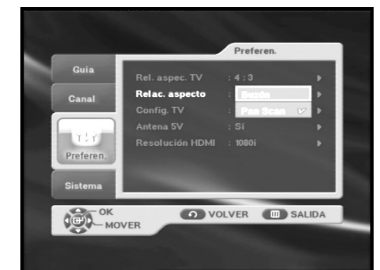 Preferen.
Guía
Canal
Preferen.
Sistema
Rel. aspec. TV : 4 : 3
Relac. aspecto : Buzón
Config. TV : Pan Scan
Antena 5V : Sí
Resolución HDMI : 1080i
OK
MOVER
VOLVER
SALIDA